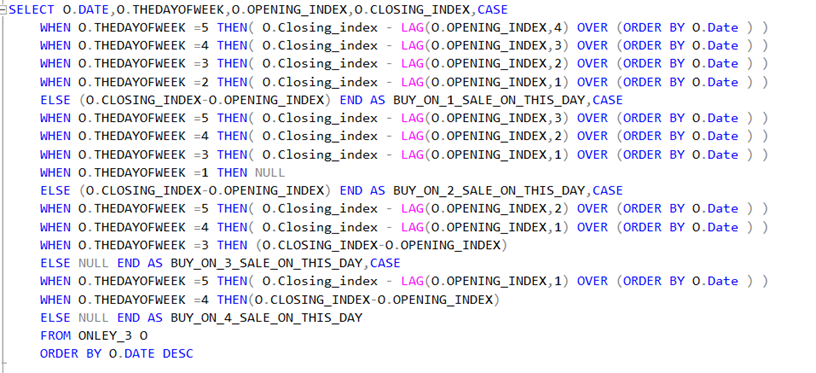 SELECT O.DATE,O.THEDAYOFWEEK,O.OPENING_INDEX,O.CLOSING_INDEX,CASE
WHEN O.THEDAYOFWEEK =5 THEN( O.Closing_index - LAG(O.OPENING_INDEX,4) OVER (ORDER BY O.Date ) )
WHEN O.THEDAYOFWEEK =4 THEN( O.Closing_index - LAG(O.OPENING_INDEX,3) OVER (ORDER BY O.Date ) )
WHEN O.THEDAYOFWEEK =3 THEN( O.Closing_index - LAG(O.OPENING_INDEX,2) OVER (ORDER BY O.Date ) )
WHEN O.THEDAYOFWEEK =2 THEN( O.Closing_index - LAG(O.OPENING_INDEX,1) OVER (ORDER BY O.Date ) )
ELSE (O.CLOSING_INDEX-O.OPENING_INDEX) END AS BUY_ON_1_SALE_ON_THIS_DAY,CASE
WHEN O.THEDAYOFWEEK =5 THEN( O.Closing_index - LAG(O.OPENING_INDEX,3) OVER (ORDER BY O.Date ) )
WHEN O.THEDAYOFWEEK =4 THEN( O.Closing_index - LAG(O.OPENING_INDEX,2) OVER (ORDER BY O.Date ) )
WHEN O.THEDAYOFWEEK =3 THEN( O.Closing_index - LAG(O.OPENING_INDEX,1) OVER (ORDER BY O.Date ) )
WHEN O.THEDAYOFWEEK =1 THEN NULL
ELSE (O.CLOSING_INDEX-O.OPENING_INDEX) END AS BUY_ON_2_SALE_ON_THIS_DAY,CASE
WHEN O.THEDAYOFWEEK =5 THEN( O.Closing_index - LAG(O.OPENING_INDEX,2) OVER (ORDER BY O.Date ) )
WHEN O.THEDAYOFWEEK =4 THEN( O.Closing_index - LAG(O.OPENING_INDEX,1) OVER (ORDER BY O.Date ) )
WHEN O.THEDAYOFWEEK =3 THEN (O.CLOSING_INDEX-O.OPENING_INDEX)
ELSE NULL END AS BUY_ON_3_SALE_ON_THIS_DAY,CASE
WHEN O.THEDAYOFWEEK =5 THEN( O.Closing_index - LAG(O.OPENING_INDEX,1) OVER (ORDER BY O.Date ) )
WHEN O.THEDAYOFWEEK =4 THEN(O.CLOSING_INDEX-O.OPENING_INDEX)
ELSE NULL END AS BUY_ON_4_SALE_ON_THIS_DAY
FROM ONLEY_3 O
ORDER BY O.DATE DESC